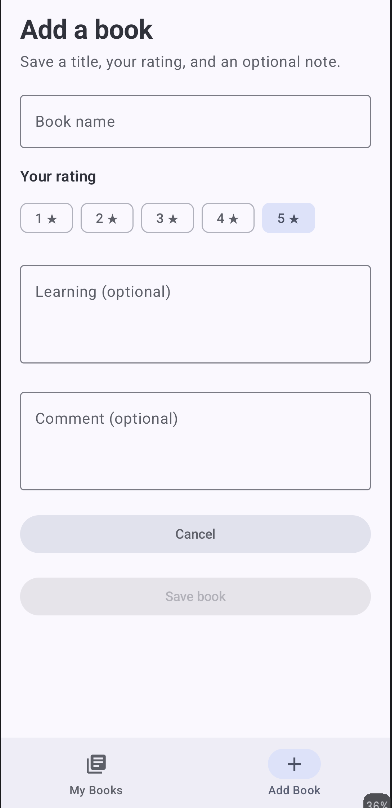 Add a book
Save a title, your rating, and an optional note.
Book name
Your rating
1 ★ 2 ★ 3 ★ 4 ★ 5 ★
Learning (optional)
Comment (optional)
Cancel
Save book
My Books Add Book
36%